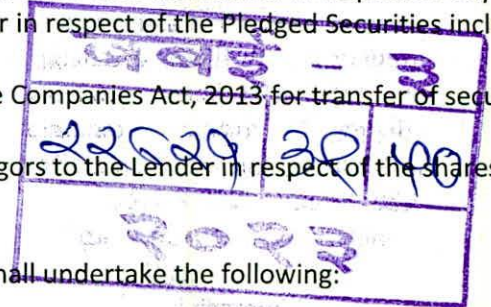 r in respect of the Pledged Securities incl
बबई - ३
e Companies Act, 2013 for transfer of secu
gors to the Lender in respect of the shares
२०२३
hall undertake the following: